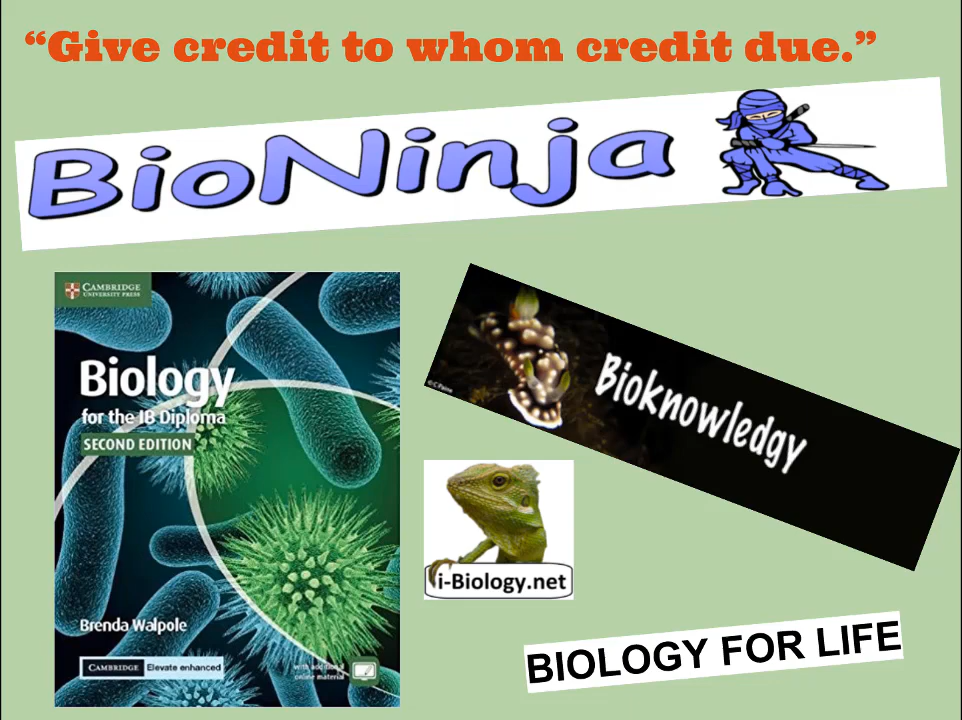 “Give credit to whom credit due.”
BioNinja
CAMBRIDGE
UNIVERSITY PRESS
Biology
for the IB Diploma
SECOND EDITION
Brenda Walpole
CAMBRIDGE Elevate enhanced
with additional
online material
© C.Paine
Bioknowledgy
i-Biology.net
BIOLOGY FOR LIFE